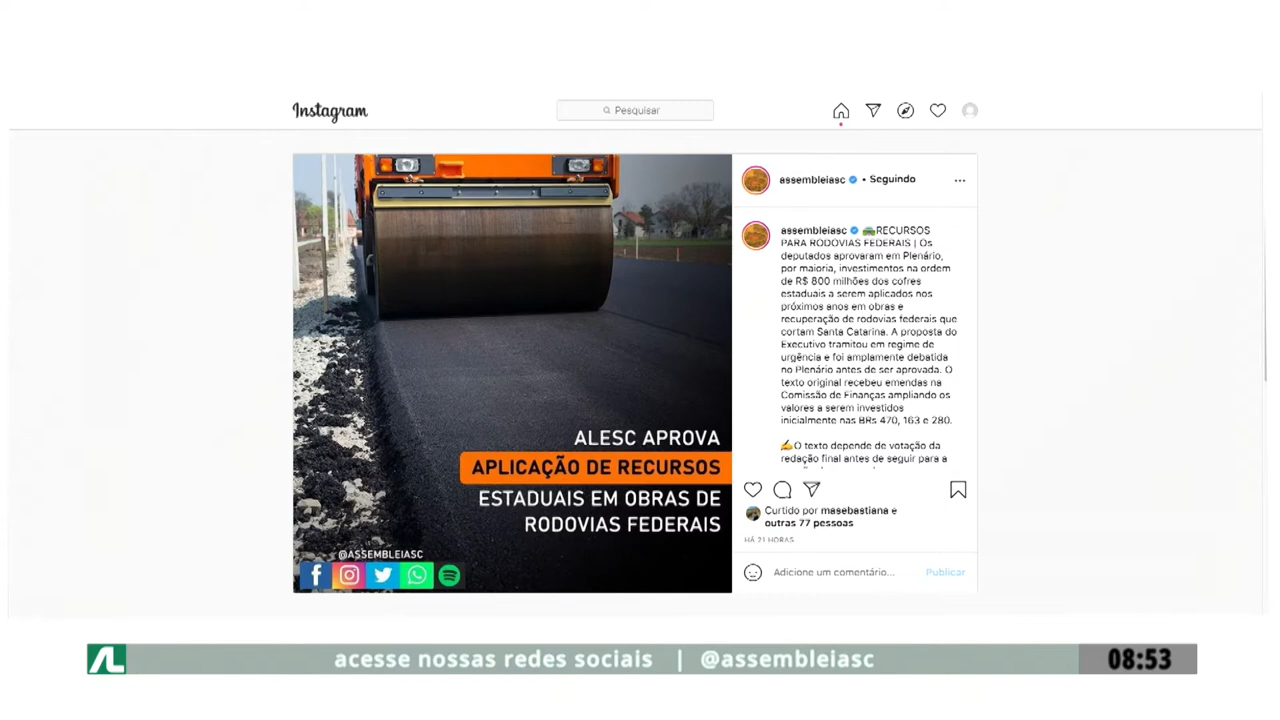 Instagram
Pesquisar
ALESC APROVA
APLICAÇÃO DE RECURSOS
ESTADUAIS EM OBRAS DE
RODOVIAS FEDERAIS
@ASSEMBLEIASC
assembleiasc • Seguindo
assembleiasc RECURSOS
PARA RODOVIAS FEDERAIS | Os
deputados aprovaram em Plenário,
por maioria, investimentos na ordem
de R$ 800 milhões dos cofres
estaduais a serem aplicados nos
próximos anos em obras e
recuperação de rodovias federais que
cortam Santa Catarina. A proposta do
Executivo tramitou em regime de
urgência e foi amplamente debatida
no Plenário antes de ser aprovada. O
texto original recebeu emendas na
Comissão de Finanças ampliando os
valores a serem investidos
inicialmente nas BRs 470, 163 e 280.
O texto depende de votação da
redação final antes de seguir para a
Curtido por masebastiana e
outras 77 pessoas
HÁ 21 HORAS
Adicione um comentário... Publicar
AL
acesse nossas redes sociais | @assembleiasc
08:53